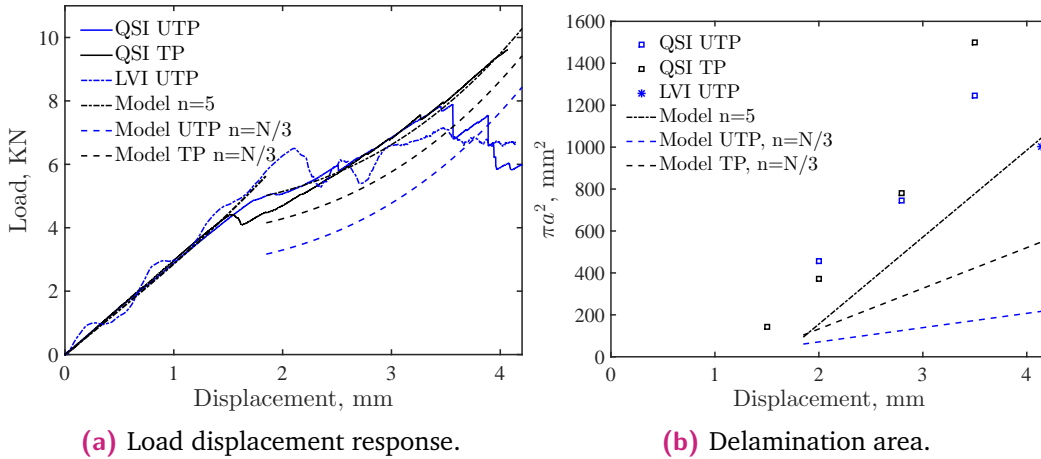 QSI UTP
QSI TP
LVI UTP
Model n=5
Model UTP n=N/3
Model TP n=N/3
10
8
6
4
2
0
Load, KN
0 1 2 3 4
Displacement, mm
(a) Load displacement response.
QSI UTP
QSI TP
LVI UTP
Model n=5
Model UTP, n=N/3
Model TP, n=N/3
1600
1400
1200
1000
800
600
400
200
0
πa², mm²
0 1 2 3 4
Displacement, mm
(b) Delamination area.